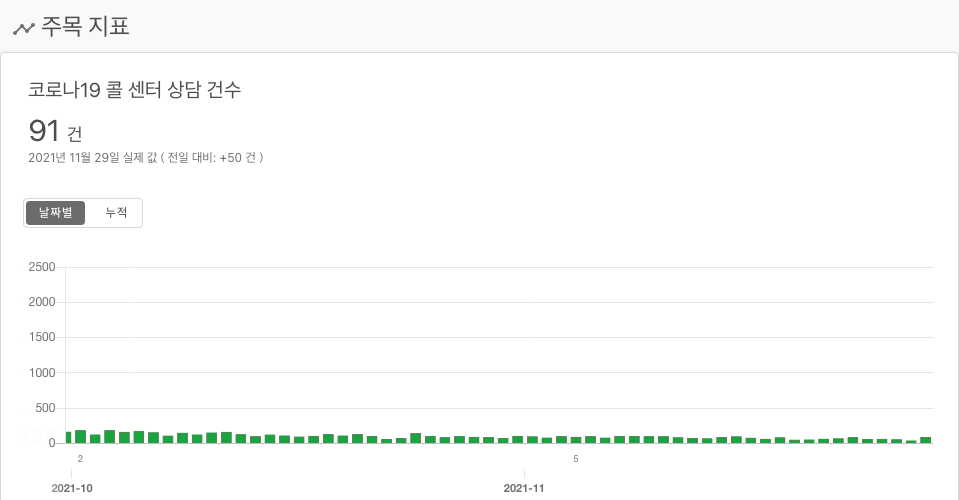 주목 지표
코로나19 콜 센터 상담 건수
91 건
2021년 11월 29일 실제 값 ( 전일 대비: +50 건 )
날짜별 누적
2500
2000
1500
1000
500
0
2 5
2021-10 2021-11